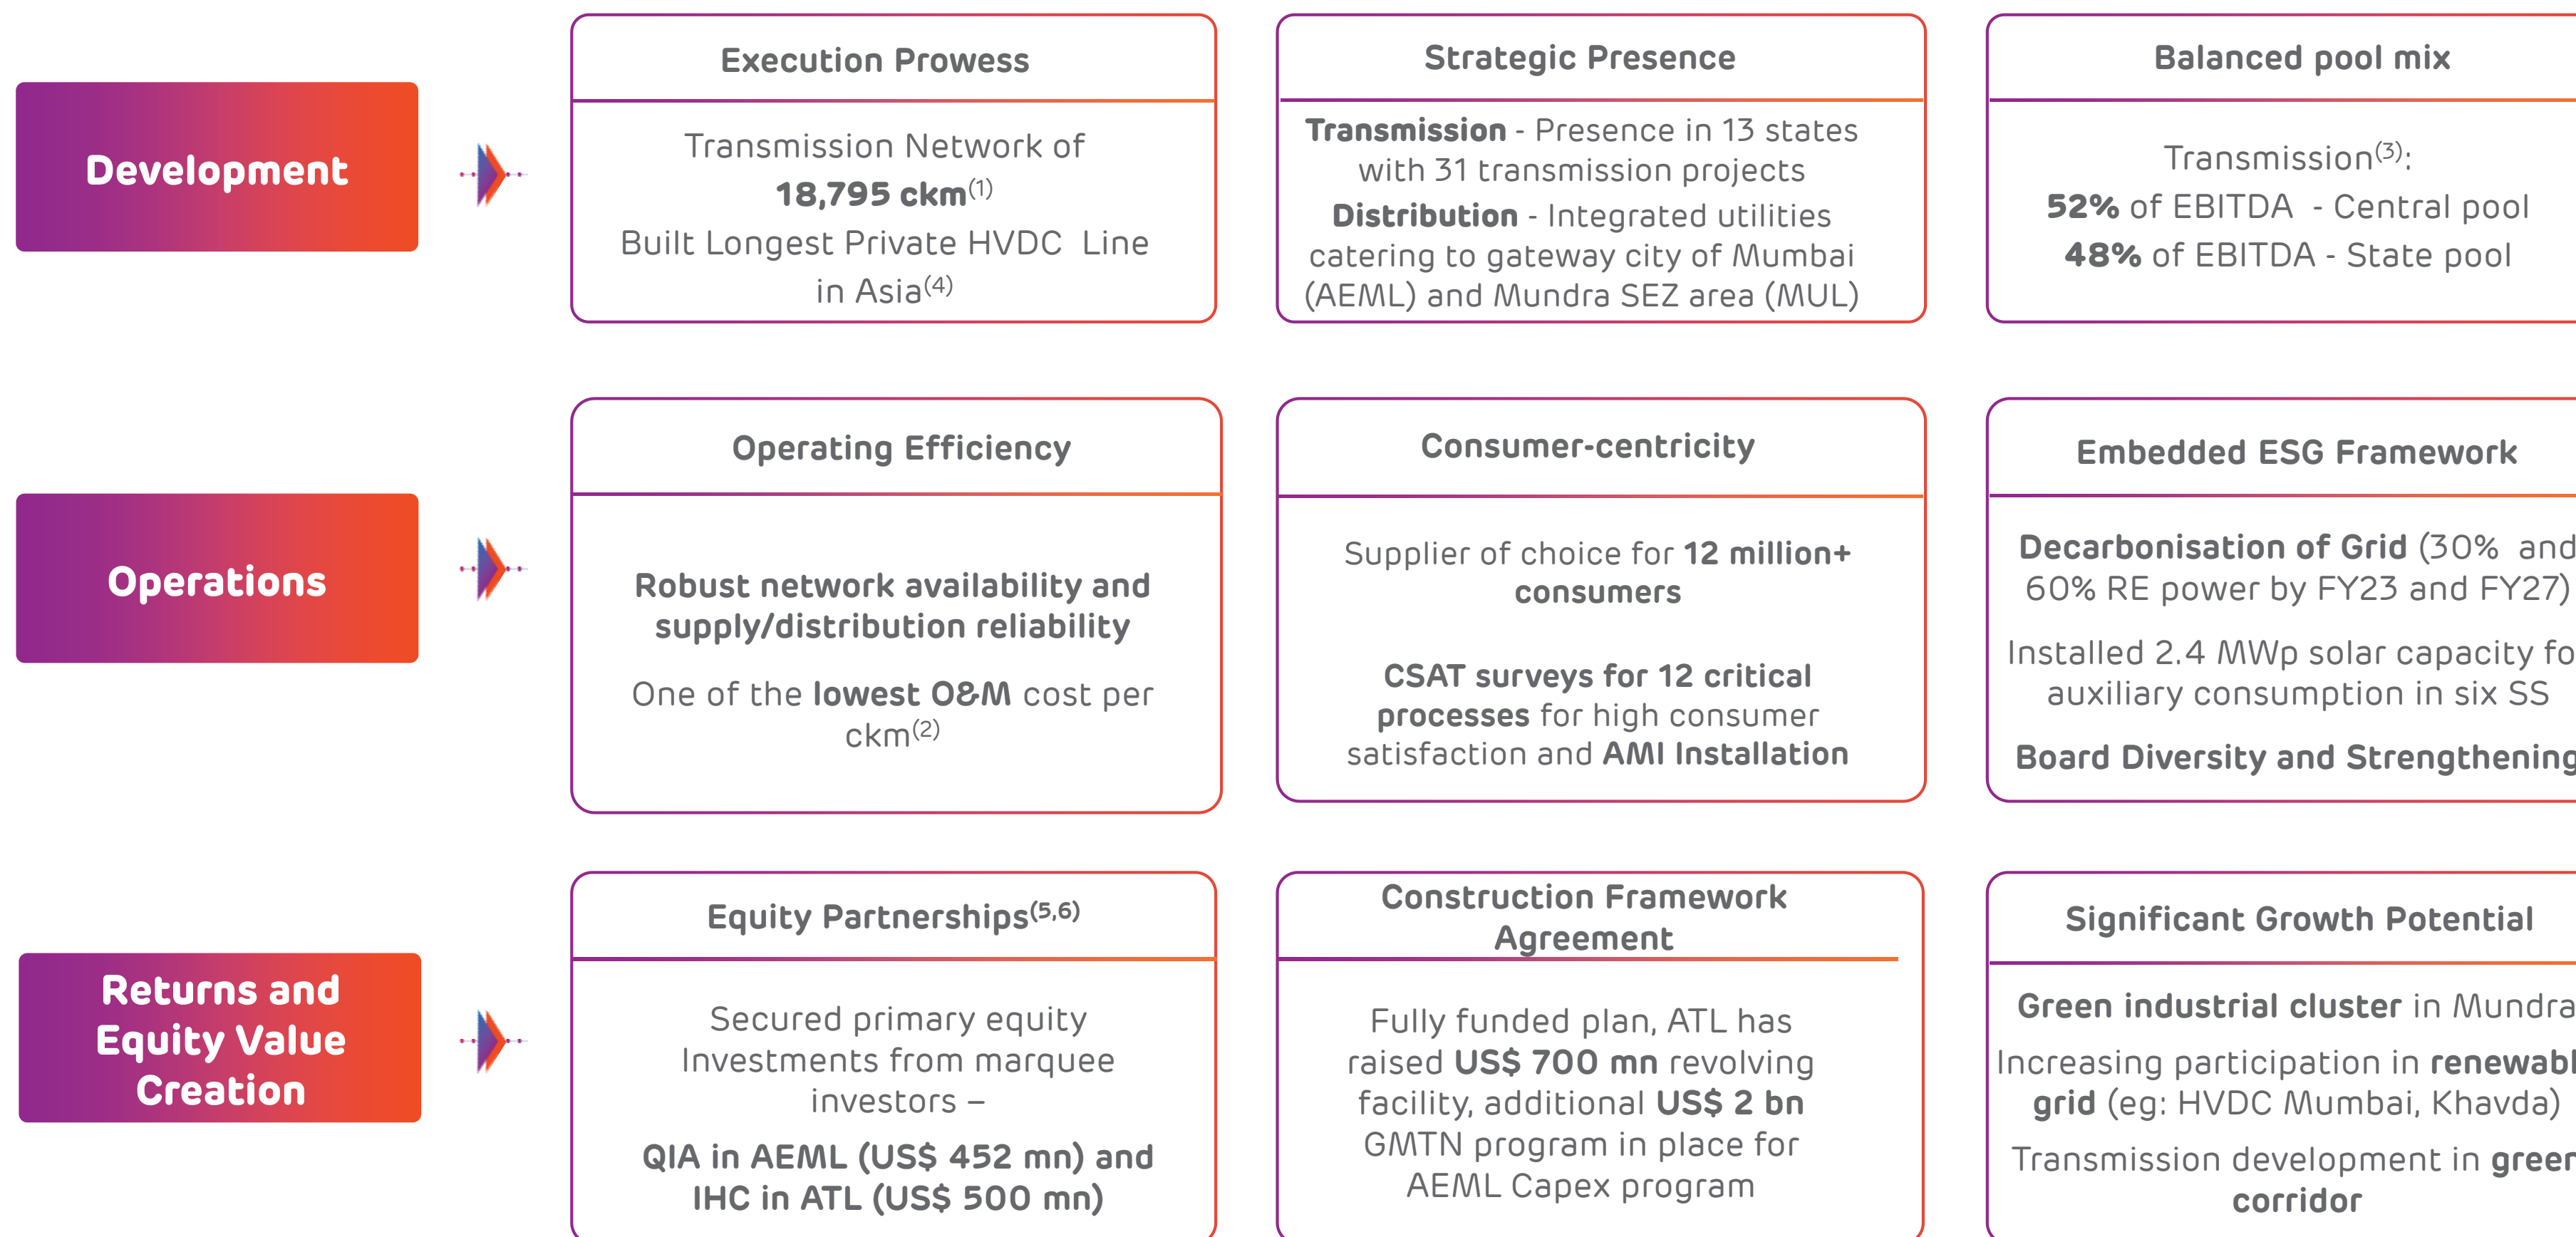 Development
Execution Prowess
Transmission Network of
18,795 ckm(1)
Built Longest Private HVDC Line
in Asia(4)
Strategic Presence
Transmission - Presence in 13 states
with 31 transmission projects
Distribution - Integrated utilities
catering to gateway city of Mumbai
(AEML) and Mundra SEZ area (MUL)
Balanced pool mix
Transmission(3):
52% of EBITDA - Central pool
48% of EBITDA - State pool
Operations
Operating Efficiency
Robust network availability and
supply/distribution reliability
One of the lowest O&M cost per
ckm(2)
Consumer-centricity
Supplier of choice for 12 million+
consumers
CSAT surveys for 12 critical
processes for high consumer
satisfaction and AMI Installation
Embedded ESG Framework
Decarbonisation of Grid (30% and
60% RE power by FY23 and FY27)
Installed 2.4 MWp solar capacity fo
auxiliary consumption in six SS
Board Diversity and Strengthening
Returns and
Equity Value
Creation
Equity Partnerships(5,6)
Secured primary equity
Investments from marquee
investors –
QIA in AEML (US$ 452 mn) and
IHC in ATL (US$ 500 mn)
Construction Framework
Agreement
Fully funded plan, ATL has
raised US$ 700 mn revolving
facility, additional US$ 2 bn
GMTN program in place for
AEML Capex program
Significant Growth Potential
Green industrial cluster in Mundra
Increasing participation in renewabl
grid (eg: HVDC Mumbai, Khavda)
Transmission development in green
corridor